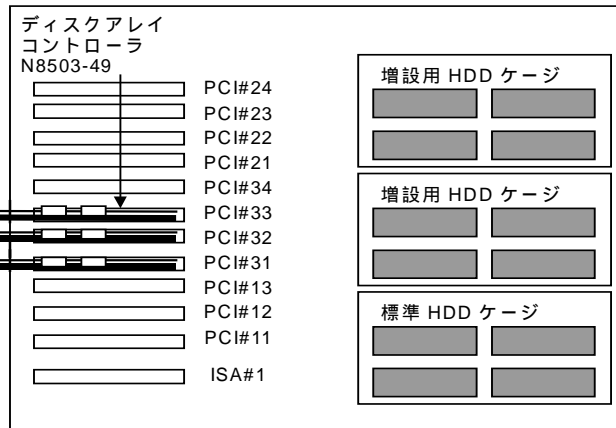 ディスクアレイ
コントローラ
N8503-49
PCI#24
PCI#23
PCI#22
PCI#21
PCI#34
PCI#33
PCI#32
PCI#31
PCI#13
PCI#12
PCI#11
ISA#1
増設用 HDD ケージ
増設用 HDD ケージ
標準 HDD ケージ